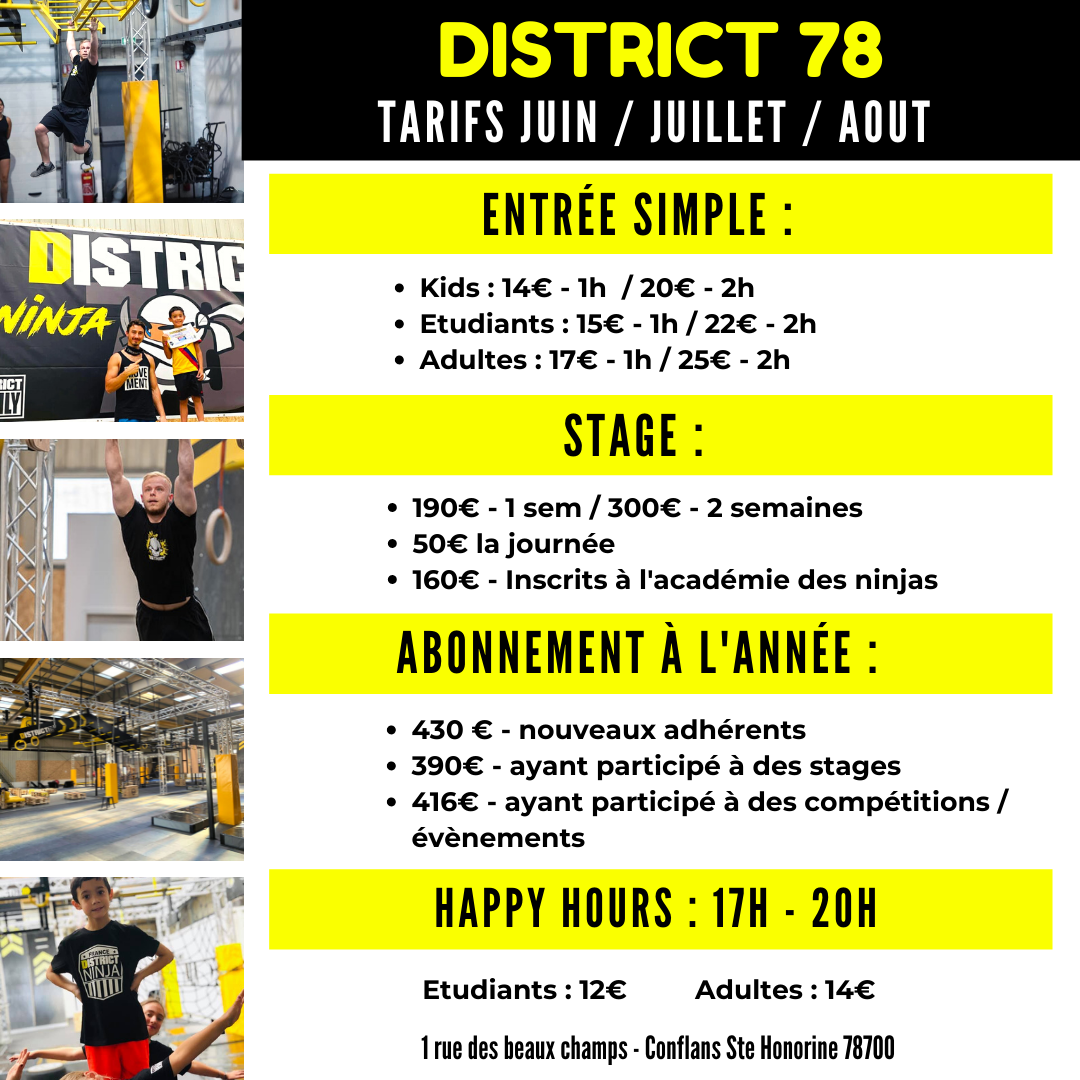 DISTRICT 78
TARIFS JUIN / JUILLET / AOUT
ENTRÉE SIMPLE :
• Kids : 14€ - 1h / 20€ - 2h
• Etudiants : 15€ - 1h / 22€ - 2h
• Adultes : 17€ - 1h / 25€ - 2h
STAGE :
• 190€ - 1 sem / 300€ - 2 semaines
• 50€ la journée
• 160€ - Inscrits à l'académie des ninjas
ABONNEMENT À L'ANNÉE :
• 430 € - nouveaux adhérents
• 390€ - ayant participé à des stages
• 416€ - ayant participé à des compétitions /
évènements
HAPPY HOURS : 17H - 20H
Etudiants : 12€ Adultes : 14€
1 rue des beaux champs - Conflans Ste Honorine 78700
DISTRIC
NINJA
MOVE
MENT
RICT
ILY
DISTRICT
FRANCE
DISTRICT
NINJA